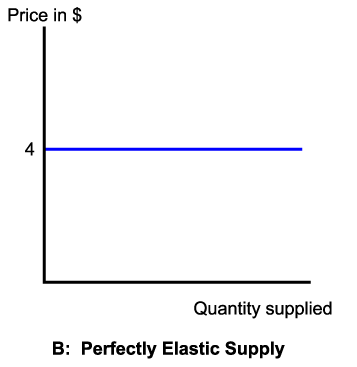 Price in $
4
Quantity supplied
B: Perfectly Elastic Supply